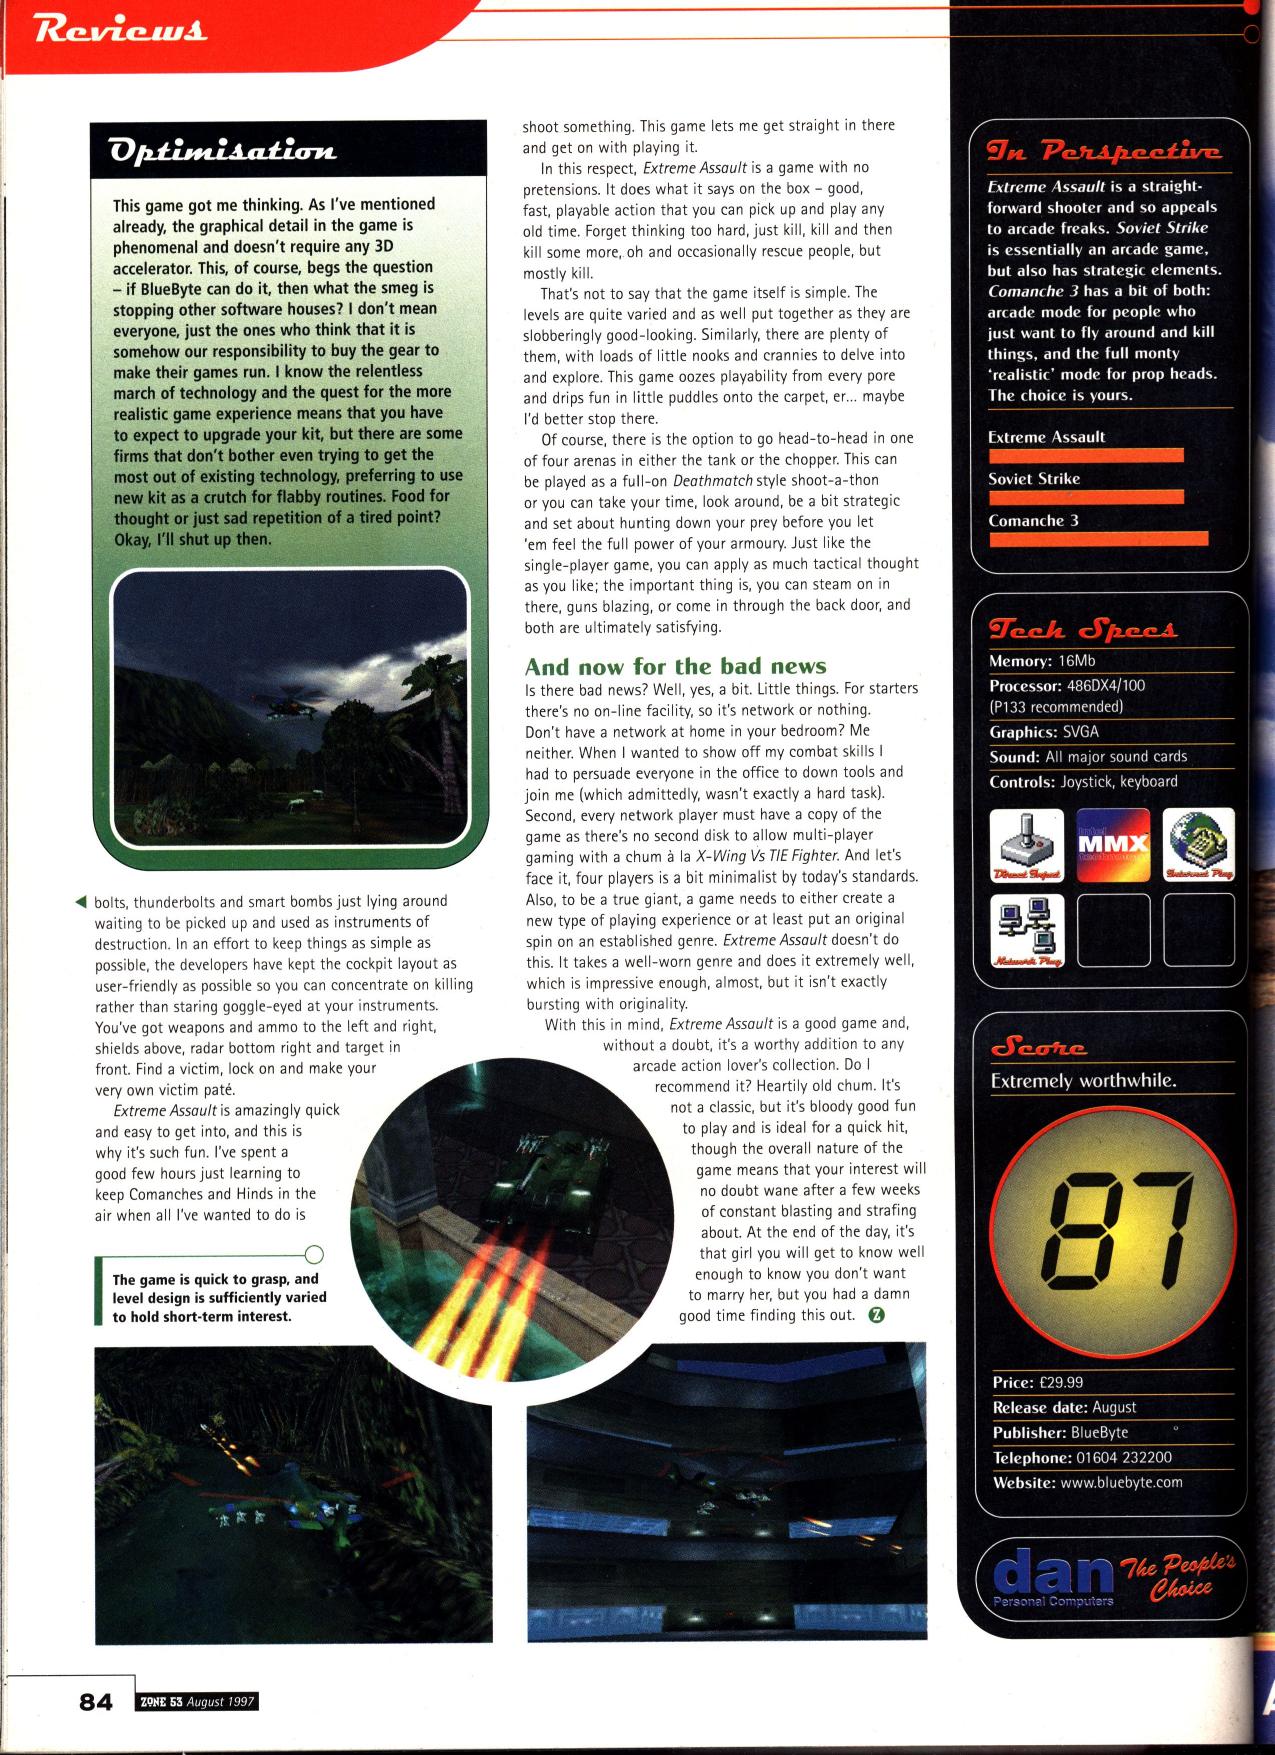 Reviews
Optimisation
This game got me thinking. As I've mentioned
already, the graphical detail in the game is
phenomenal and doesn't require any 3D
accelerator. This, of course, begs the question
– if BlueByte can do it, then what the smeg is
stopping other software houses? I don't mean
everyone, just the ones who think that it is
somehow our responsibility to buy the gear to
make their games run. I know the relentless
march of technology and the quest for the more
realistic game experience means that you have
to expect to upgrade your kit, but there are some
firms that don't bother even trying to get the
most out of existing technology, preferring to use
new kit as a crutch for flabby routines. Food for
thought or just sad repetition of a tired point?
Okay, I'll shut up then.
bolts, thunderbolts and smart bombs just lying around
waiting to be picked up and used as instruments of
destruction. In an effort to keep things as simple as
possible, the developers have kept the cockpit layout as
user-friendly as possible so you can concentrate on killing
rather than staring goggle-eyed at your instruments.
You've got weapons and ammo to the left and right,
shields above, radar bottom right and target in
front. Find a victim, lock on and make your
very own victim paté.
Extreme Assault is amazingly quick
and easy to get into, and this is
why it's such fun. I've spent a
good few hours just learning to
keep Comanches and Hinds in the
air when all I've wanted to do is
The game is quick to grasp, and
level design is sufficiently varied
to hold short-term interest.
shoot something. This game lets me get straight in there
and get on with playing it.
In this respect, Extreme Assault is a game with no
pretensions. It does what it says on the box – good,
fast, playable action that you can pick up and play any
old time. Forget thinking too hard, just kill, kill and then
kill some more, oh and occasionally rescue people, but
mostly kill.
That's not to say that the game itself is simple. The
levels are quite varied and as well put together as they are
slobberingly good-looking. Similarly, there are plenty of
them, with loads of little nooks and crannies to delve into
and explore. This game oozes playability from every pore
and drips fun in little puddles onto the carpet, er... maybe
I'd better stop there.
Of course, there is the option to go head-to-head in one
of four arenas in either the tank or the chopper. This can
be played as a full-on Deathmatch style shoot-a-thon
or you can take your time, look around, be a bit strategic
and set about hunting down your prey before you let
'em feel the full power of your armoury. Just like the
single-player game, you can apply as much tactical thought
as you like; the important thing is, you can steam on in
there, guns blazing, or come in through the back door, and
both are ultimately satisfying.
And now for the bad news
Is there bad news? Well, yes, a bit. Little things. For starters
there's no on-line facility, so it's network or nothing.
Don't have a network at home in your bedroom? Me
neither. When I wanted to show off my combat skills I
had to persuade everyone in the office to down tools and
join me (which admittedly, wasn't exactly a hard task).
Second, every network player must have a copy of the
game as there's no second disk to allow multi-player
gaming with a chum à la X-Wing Vs TIE Fighter. And let's
face it, four players is a bit minimalist by today's standards.
Also, to be a true giant, a game needs to either create a
new type of playing experience or at least put an original
spin on an established genre. Extreme Assault doesn't do
this. It takes a well-worn genre and does it extremely well,
which is impressive enough, almost, but it isn't exactly
bursting with originality.
With this in mind, Extreme Assault is a good game and,
without a doubt, it's a worthy addition to any
arcade action lover's collection. Do I
recommend it? Heartily old chum. It's
not a classic, but it's bloody good fun
to play and is ideal for a quick hit,
though the overall nature of the
game means that your interest will
no doubt wane after a few weeks
of constant blasting and strafing
about. At the end of the day, it's
that girl you will get to know well
enough to know you don't want
to marry her, but you had a damn
good time finding this out. Z
In Perspective
Extreme Assault is a straight-
forward shooter and so appeals
to arcade freaks. Soviet Strike
is essentially an arcade game,
but also has strategic elements.
Comanche 3 has a bit of both:
arcade mode for people who
just want to fly around and kill
things, and the full monty
'realistic' mode for prop heads.
The choice is yours.
Extreme Assault
Soviet Strike
Comanche 3
Tech Specs
Memory: 16Mb
Processor: 486DX4/100
(P133 recommended)
Graphics: SVGA
Sound: All major sound cards
Controls: Joystick, keyboard
Direct Input
intel
MMX
Internet Play
Network Play
Score
Extremely worthwhile.
87
Price: £29.99
Release date: August
Publisher: BlueByte
Telephone: 01604 232200
Website: www.bluebyte.com
dan
Personal Computers
The People's
Choice
84
ZONE 53 August 1997